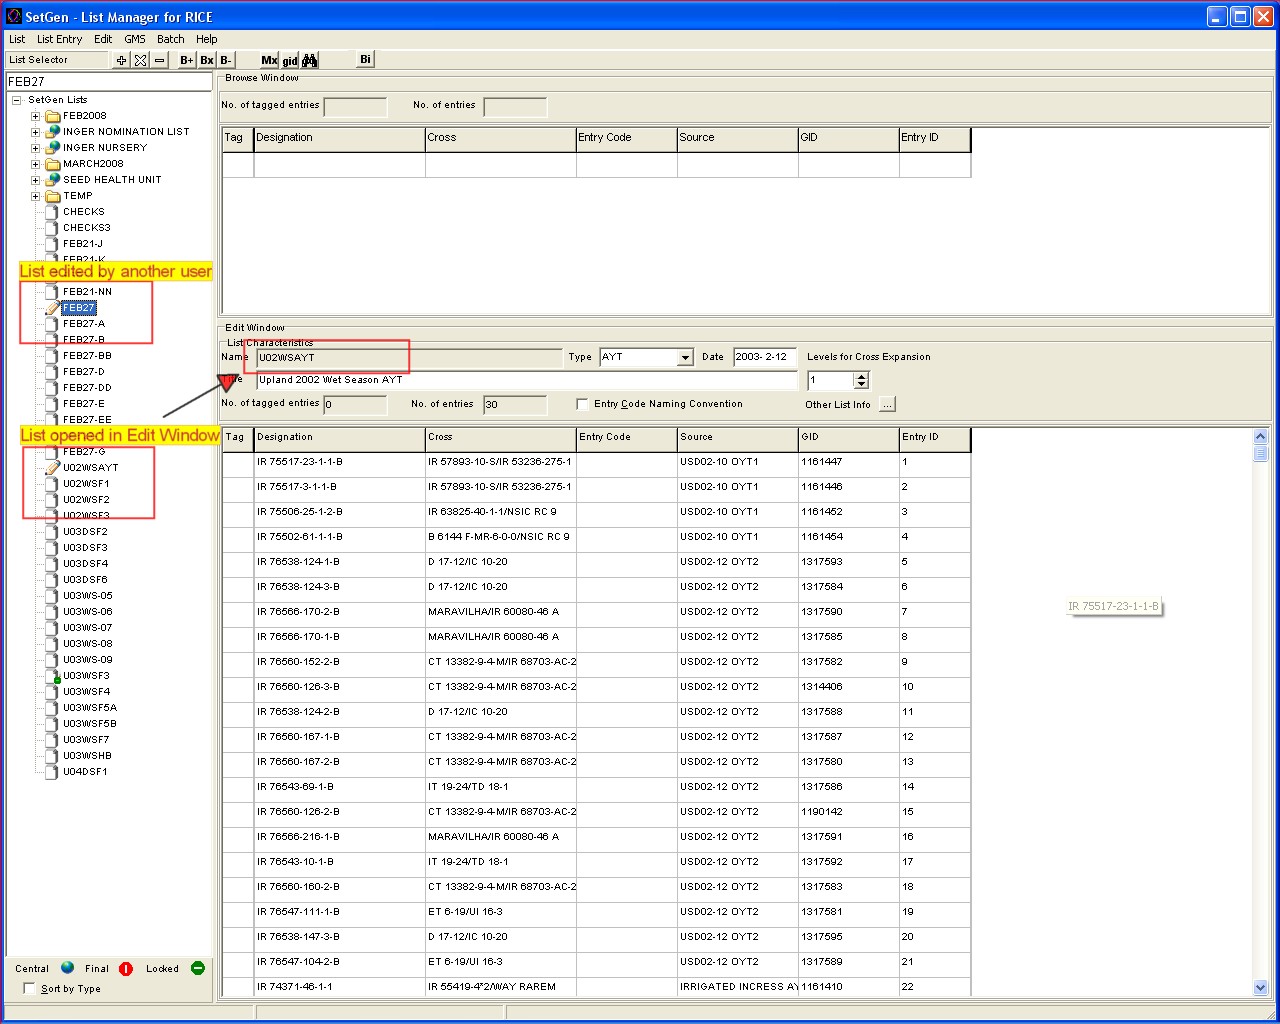 SetGen - List Manager for RICE
List List Entry Edit GMS Batch Help
List Selector B+ Bx B- Mx gid Bi
FEB27
SetGen Lists
FEB2008
INGER NOMINATION LIST
INGER NURSERY
MARCH2008
SEED HEALTH UNIT
TEMP
CHECKS
CHECKS3
FEB21-J
FEB21-K
List edited by another user
FEB21-NN
FEB27
FEB27-A
FEB27-B
FEB27-BB
FEB27-D
FEB27-DD
FEB27-E
FEB27-EE
List opened in Edit Window
FEB27-G
U02WSAYT
U02WSF1
U02WSF2
U02WSF3
U03DSF2
U03DSF3
U03DSF4
U03DSF6
U03WS-05
U03WS-06
U03WS-07
U03WS-08
U03WS-09
U03WSF3
U03WSF4
U03WSF5A
U03WSF5B
U03WSF7
U03WSHB
U04DSF1
Central Final Locked
Sort by Type
Browse Window
No. of tagged entries No. of entries
Tag Designation Cross Entry Code Source GID Entry ID
Edit Window
List Characteristics
Name U02WSAYT Type AYT Date 2003- 2-12 Levels for Cross Expansion
Upland 2002 Wet Season AYT 1
No. of tagged entries 0 No. of entries 30 Entry Code Naming Convention Other List Info ...
Tag Designation Cross Entry Code Source GID Entry ID
IR 75517-23-1-1-B IR 57893-10-S/IR 53236-275-1 USD02-10 OYT1 1161447 1
IR 75517-3-1-1-B IR 57893-10-S/IR 53236-275-1 USD02-10 OYT1 1161446 2
IR 75506-25-1-2-B IR 63825-40-1-1/NSIC RC 9 USD02-10 OYT1 1161452 3
IR 75502-61-1-1-B B 6144 F-MR-6-0-0/NSIC RC 9 USD02-10 OYT1 1161454 4
IR 76538-124-1-B D 17-12/IC 10-20 USD02-12 OYT2 1317593 5
IR 76538-124-3-B D 17-12/IC 10-20 USD02-12 OYT2 1317584 6
IR 76566-170-2-B MARAVILHA/IR 60080-46 A USD02-12 OYT2 1317590 7
IR 76566-170-1-B MARAVILHA/IR 60080-46 A USD02-12 OYT2 1317585 8
IR 76560-152-2-B CT 13382-9-4-M/IR 68703-AC-2 USD02-12 OYT2 1317582 9
IR 76560-126-3-B CT 13382-9-4-M/IR 68703-AC-2 USD02-12 OYT2 1314406 10
IR 76538-124-2-B D 17-12/IC 10-20 USD02-12 OYT2 1317588 11
IR 76560-167-1-B CT 13382-9-4-M/IR 68703-AC-2 USD02-12 OYT2 1317587 12
IR 76560-167-2-B CT 13382-9-4-M/IR 68703-AC-2 USD02-12 OYT2 1317580 13
IR 76543-69-1-B IT 19-24/TD 18-1 USD02-12 OYT2 1317586 14
IR 76560-126-2-B CT 13382-9-4-M/IR 68703-AC-2 USD02-12 OYT2 1190142 15
IR 76566-216-1-B MARAVILHA/IR 60080-46 A USD02-12 OYT2 1317591 16
IR 76543-10-1-B IT 19-24/TD 18-1 USD02-12 OYT2 1317592 17
IR 76560-160-2-B CT 13382-9-4-M/IR 68703-AC-2 USD02-12 OYT2 1317583 18
IR 76547-111-1-B ET 6-19/UI 16-3 USD02-12 OYT2 1317581 19
IR 76538-147-3-B D 17-12/IC 10-20 USD02-12 OYT2 1317595 20
IR 76547-104-2-B ET 6-19/UI 16-3 USD02-12 OYT2 1317589 21
IR 74371-46-1-1 IR 55419-4*2/WAY RAREM IRRIGATED INCRESS AY 1161410 22
IR 75517-23-1-1-B